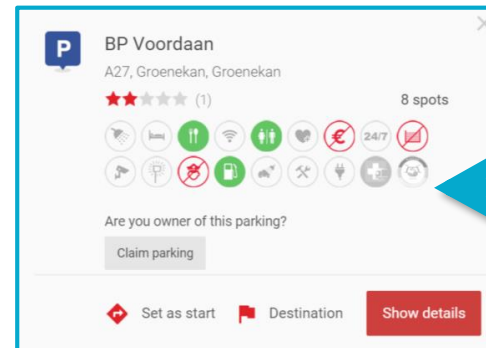 P
BP Voordaan
A27, Groenekan, Groenekan
(1) 8 spots
€ 24/7
P
Are you owner of this parking?
Claim parking
Set as start Destination Show details